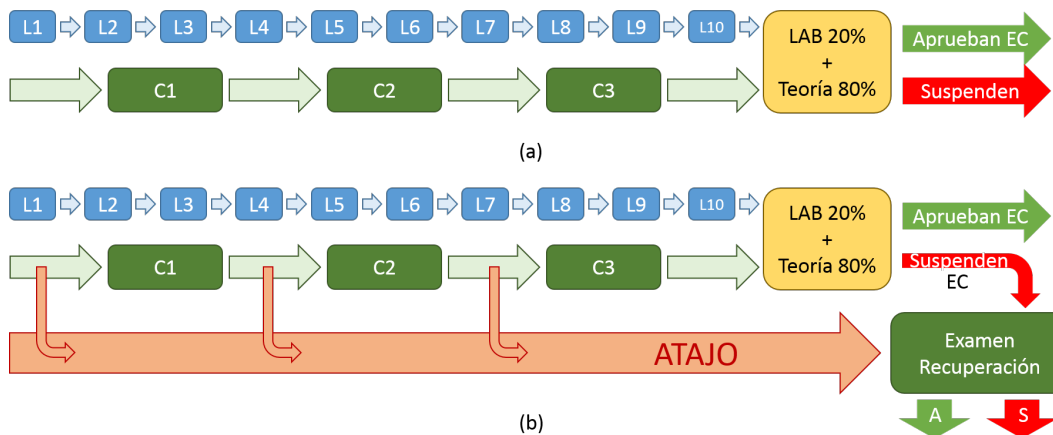 L1 L2 L3 L4 L5 L6 L7 L8 L9 L10
LAB 20%
+
Teoría 80%
Aprueban EC
C1 C2 C3
Suspenden
(a)
L1 L2 L3 L4 L5 L6 L7 L8 L9 L10
LAB 20%
+
Teoría 80%
Aprueban EC
C1 C2 C3
Suspenden
EC
ATAJO
Examen
Recuperación
A S
(b)